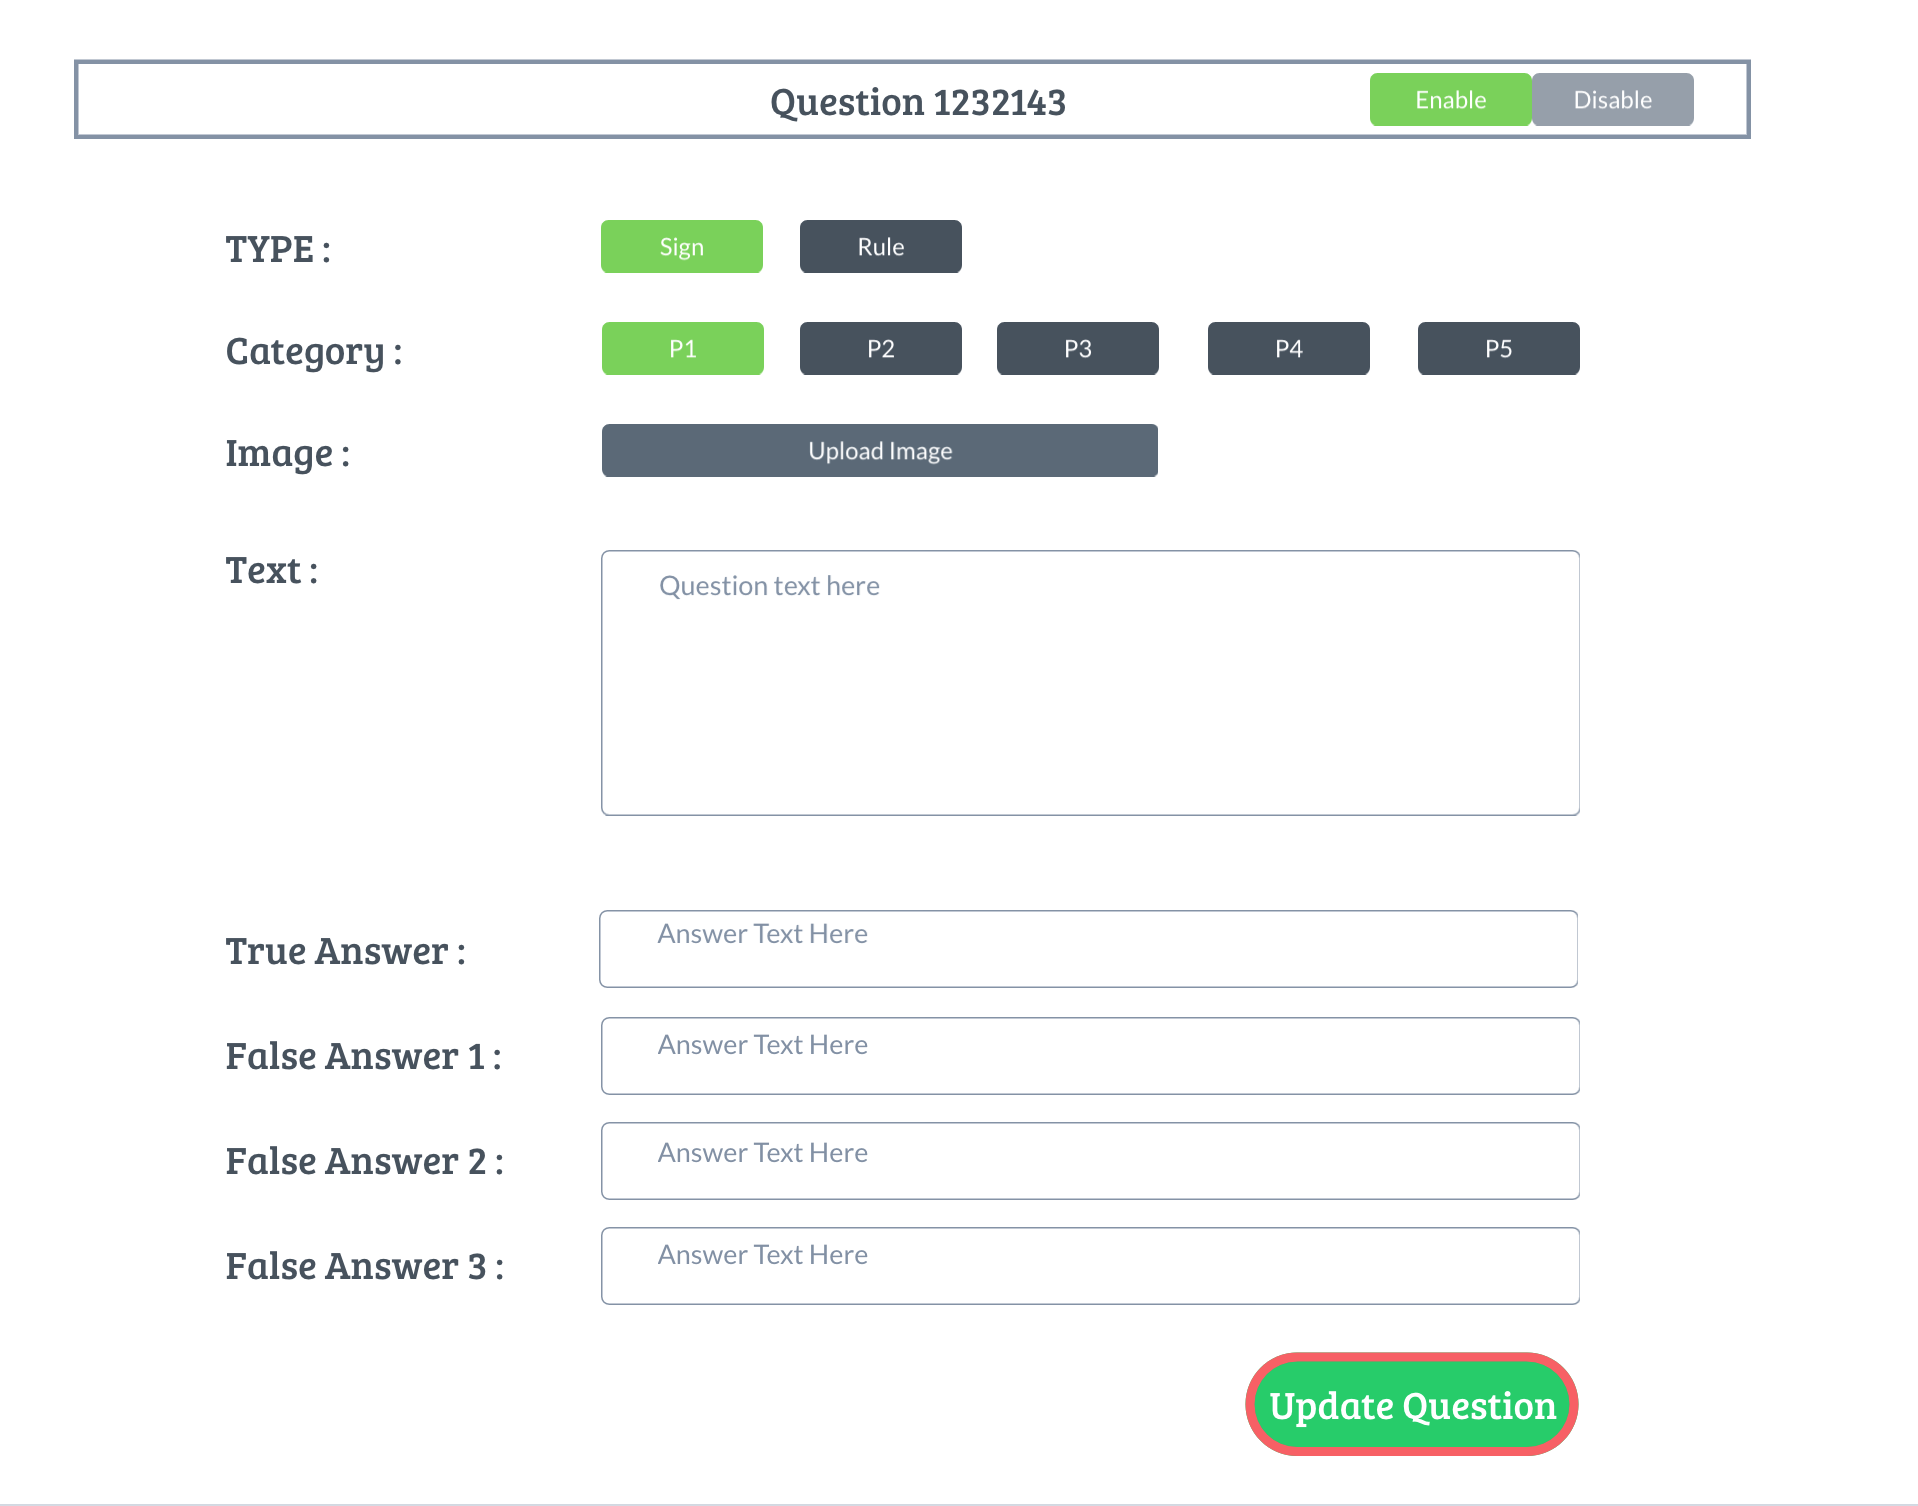 Question 1232143 Enable Disable
TYPE : Sign Rule
Category : P1 P2 P3 P4 P5
Image : Upload Image
Text : Question text here
True Answer : Answer Text Here
False Answer 1 : Answer Text Here
False Answer 2 : Answer Text Here
False Answer 3 : Answer Text Here
Update Question